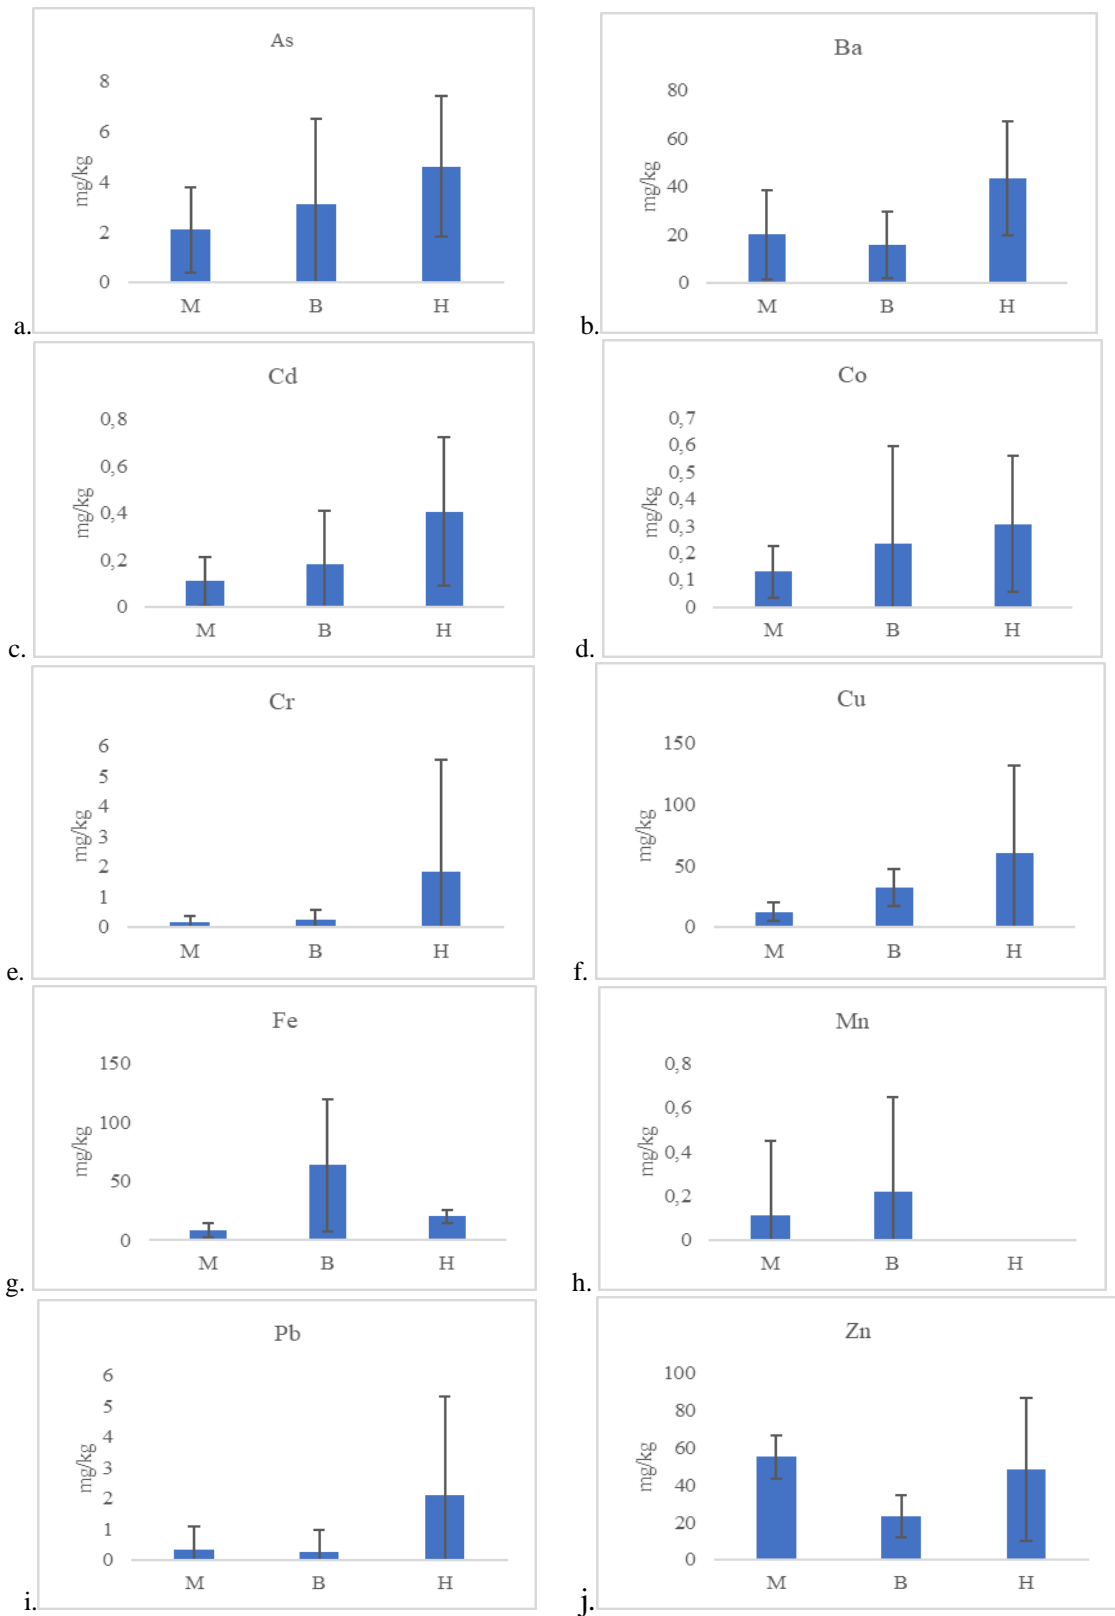 As
8
6
4
2
0
mg/kg
M B H
a.
Ba
80
60
40
20
0
mg/kg
M B H
b.
Cd
0,8
0,6
0,4
0,2
0
mg/kg
M B H
c.
Co
0,7
0,6
0,5
0,4
0,3
0,2
0,1
0
mg/kg
M B H
d.
Cr
6
5
4
3
2
1
0
mg/kg
M B H
e.
Cu
150
100
50
0
mg/kg
M B H
f.
Fe
150
100
50
0
mg/kg
M B H
g.
Mn
0,8
0,6
0,4
0,2
0
mg/kg
M B H
h.
Pb
6
5
4
3
2
1
0
mg/kg
M B H
i.
Zn
100
80
60
40
20
0
mg/kg
M B H
j.